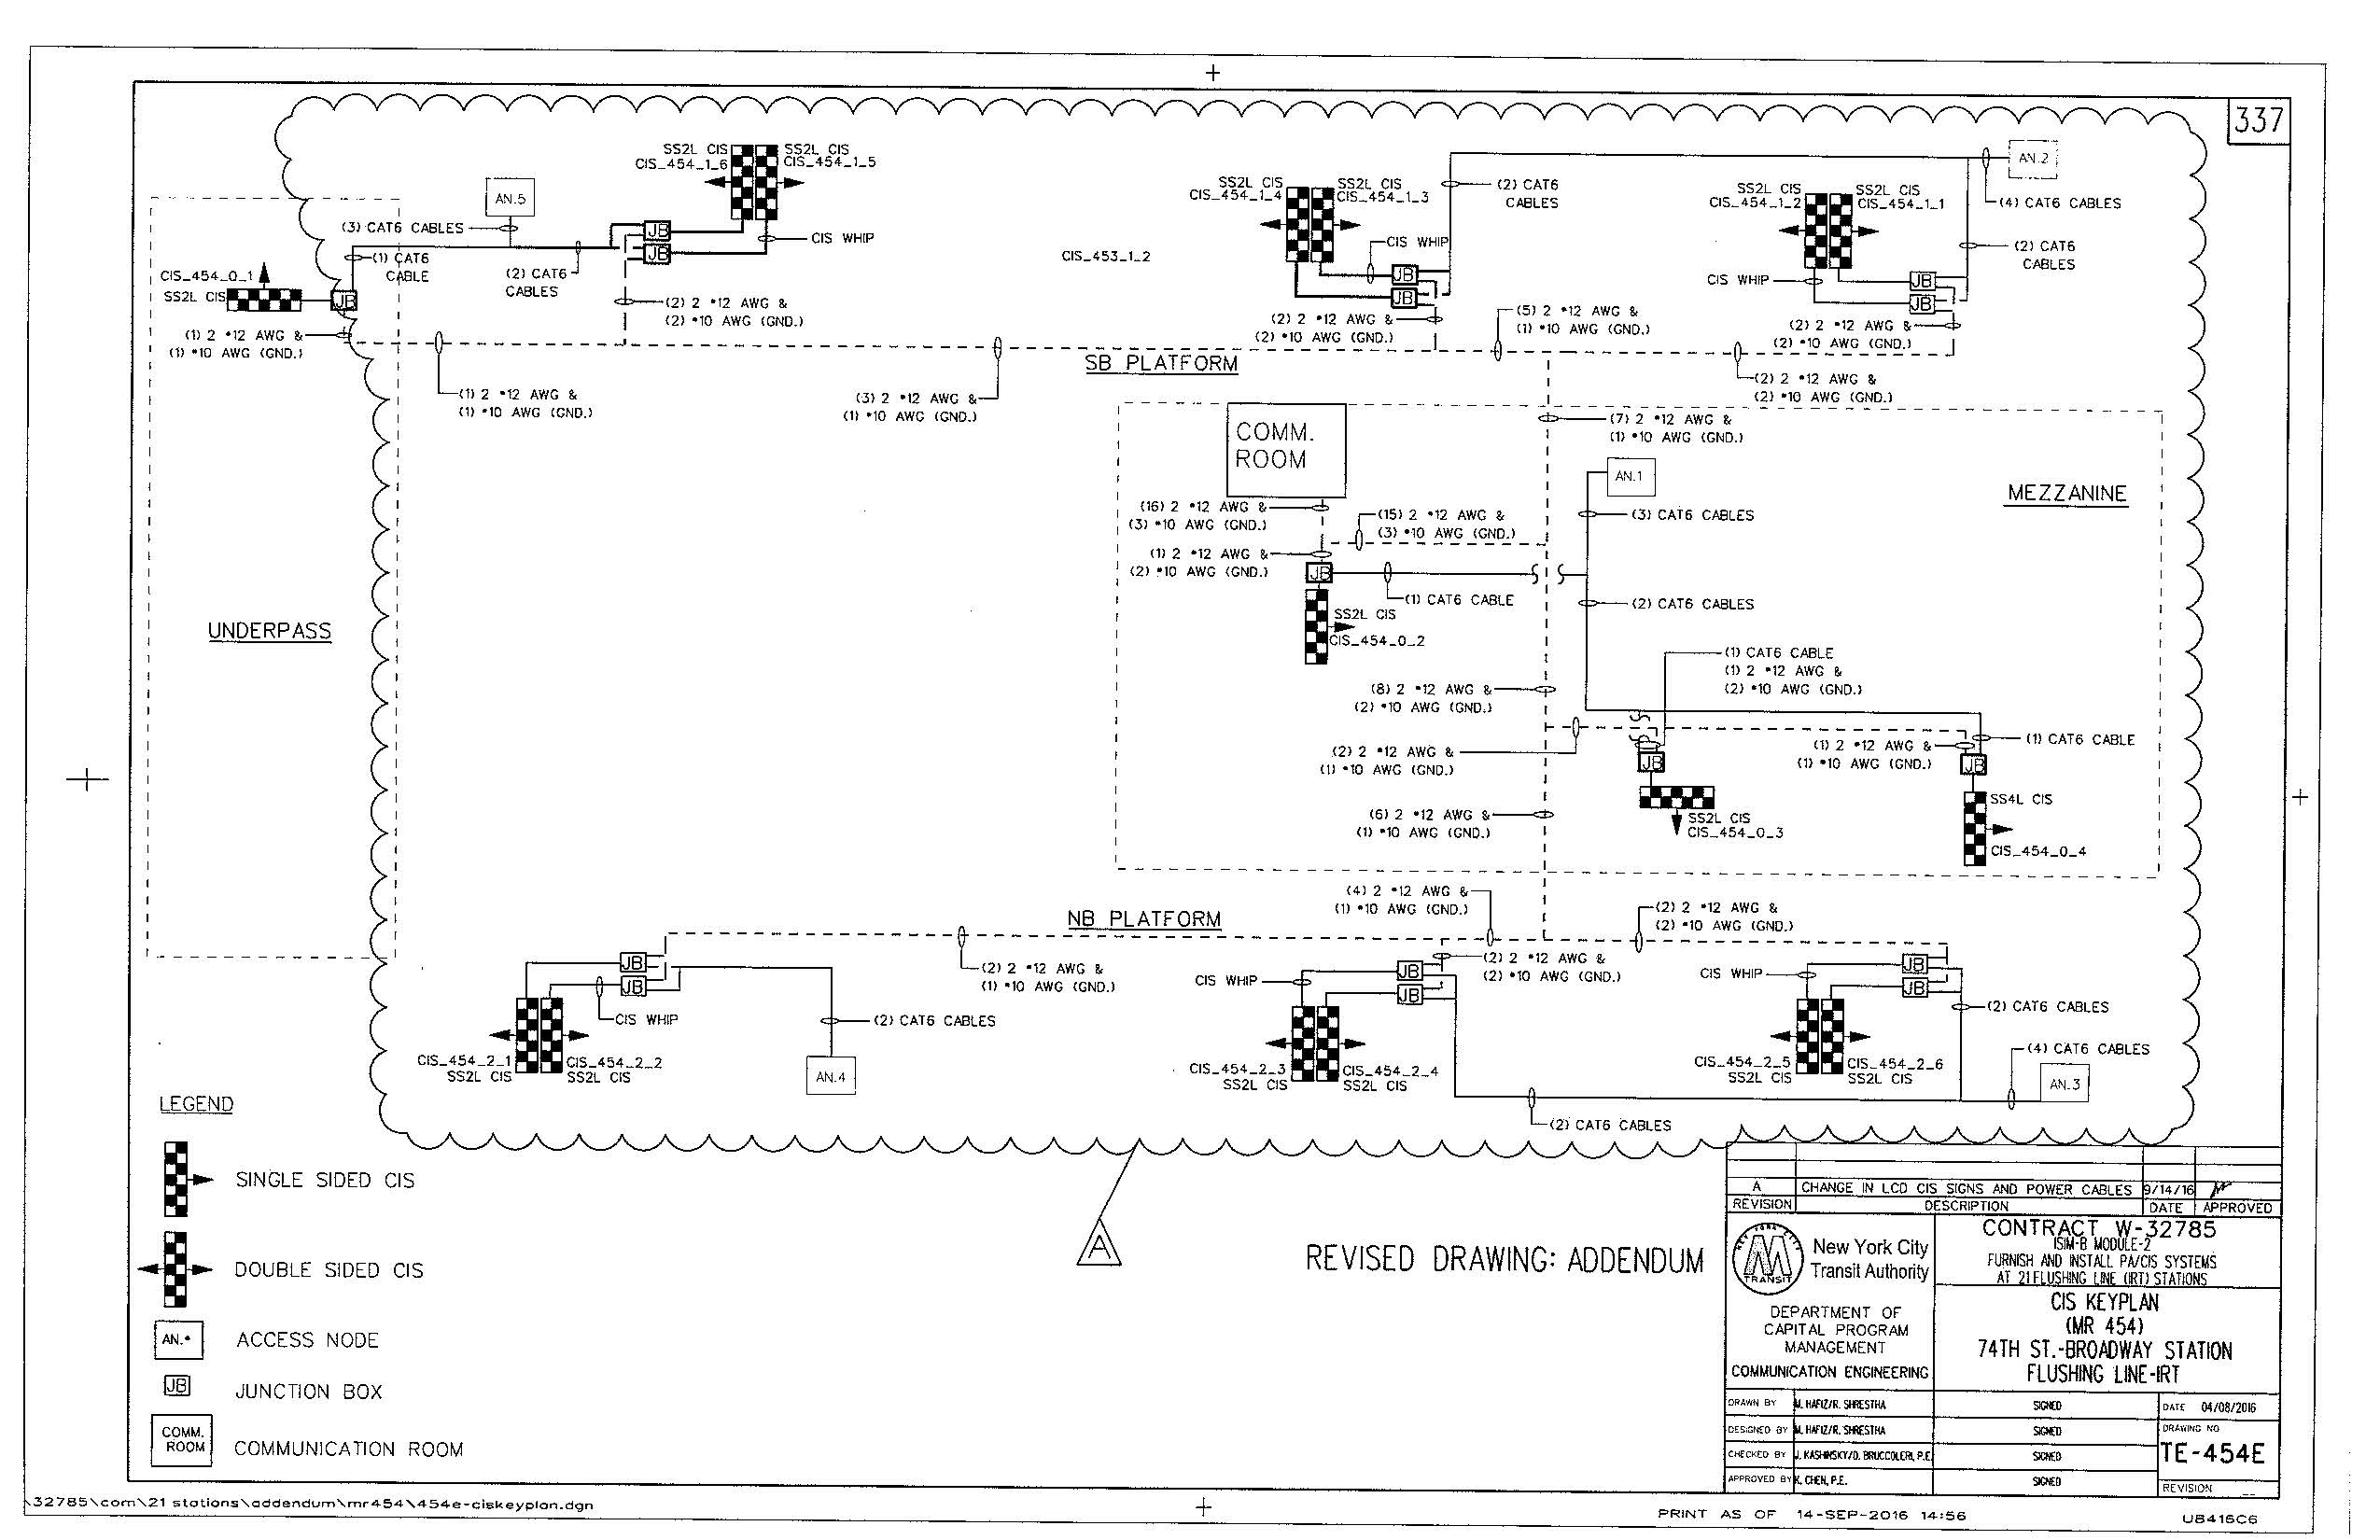 337
SS2L CIS
CIS_454_1_6
SS2L CIS
CIS_454_1_5
AN.5
(3) CAT6 CABLES
(1) CAT6
CABLE
CIS_454_0_1
SS2L CIS
JB
(1) 2 #12 AWG &
(1) #10 AWG (GND.)
(2) CAT6
CABLES
JB
JB
CIS WHIP
(2) 2 #12 AWG &
(2) #10 AWG (GND.)
CIS_453_1_2
SS2L CIS
CIS_454_1_4
SS2L CIS
CIS_454_1_3
(2) CAT6
CABLES
CIS WHIP
JB
JB
(2) 2 #12 AWG &
(2) #10 AWG (GND.)
(5) 2 #12 AWG &
(1) #10 AWG (GND.)
AN.2
(4) CAT6 CABLES
SS2L CIS
CIS_454_1_2
SS2L CIS
CIS_454_1_1
(2) CAT6
CABLES
CIS WHIP
JB
JB
(2) 2 #12 AWG &
(2) #10 AWG (GND.)
(2) 2 #12 AWG &
(2) #10 AWG (GND.)
SB PLATFORM
(1) 2 #12 AWG &
(1) #10 AWG (GND.)
(3) 2 #12 AWG &
(1) #10 AWG (GND.)
(7) 2 #12 AWG &
(1) #10 AWG (GND.)
COMM.
ROOM
MEZZANINE
AN.1
(3) CAT6 CABLES
(16) 2 #12 AWG &
(3) #10 AWG (GND.)
(15) 2 #12 AWG &
(3) #10 AWG (GND.)
(1) 2 #12 AWG &
(2) #10 AWG (GND.)
JB
(1) CAT6 CABLE
(2) CAT6 CABLES
SS2L CIS
CIS_454_0_2
UNDERPASS
(1) CAT6 CABLE
(1) 2 #12 AWG &
(2) #10 AWG (GND.)
(8) 2 #12 AWG &
(2) #10 AWG (GND.)
(2) 2 #12 AWG &
(1) #10 AWG (GND.)
JB
(1) 2 #12 AWG &
(1) #10 AWG (GND.)
(1) CAT6 CABLE
JB
SS2L CIS
CIS_454_0_3
SS4L CIS
CIS_454_0_4
(6) 2 #12 AWG &
(1) #10 AWG (GND.)
(4) 2 #12 AWG &
(1) #10 AWG (GND.)
(2) 2 #12 AWG &
(2) #10 AWG (GND.)
NB PLATFORM
JB
JB
(2) 2 #12 AWG &
(1) #10 AWG (GND.)
CIS WHIP
(2) CAT6 CABLES
CIS_454_2_1
SS2L CIS
CIS_454_2_2
SS2L CIS
AN.4
CIS WHIP
JB
JB
(2) 2 #12 AWG &
(2) #10 AWG (GND.)
CIS_454_2_3
SS2L CIS
CIS_454_2_4
SS2L CIS
CIS WHIP
JB
JB
(2) CAT6 CABLES
CIS_454_2_5
SS2L CIS
CIS_454_2_6
SS2L CIS
(4) CAT6 CABLES
AN.3
(2) CAT6 CABLES
LEGEND
SINGLE SIDED CIS
DOUBLE SIDED CIS
AN.*
ACCESS NODE
JB
JUNCTION BOX
COMM.
ROOM
COMMUNICATION ROOM
A
REVISED DRAWING: ADDENDUM
A CHANGE IN LCD CIS SIGNS AND POWER CABLES 9/14/16
REVISION DESCRIPTION DATE APPROVED
NEW YORK CITY
TRANSIT
New York City
Transit Authority
DEPARTMENT OF
CAPITAL PROGRAM
MANAGEMENT
COMMUNICATION ENGINEERING
CONTRACT W-32785
ISIM-B MODULE-2
FURNISH AND INSTALL PA/CIS SYSTEMS
AT 21 FLUSHING LINE (IRT) STATIONS
CIS KEYPLAN
(MR 454)
74TH ST.-BROADWAY STATION
FLUSHING LINE-IRT
DRAWN BY M. HAFIZ/R. SHRESTHA SIGNED DATE 04/08/2016
DESIGNED BY M. HAFIZ/R. SHRESTHA SIGNED DRAWING NO
CHECKED BY J. KASHINSKY/D. BRUCCOLERI, P.E. SIGNED TE-454E
APPROVED BY K. CHEN, P.E. SIGNED REVISION --
\32785\com\21 stations\addendum\mr454\454e-ciskeyplan.dgn
PRINT AS OF 14-SEP-2016 14:56
U8416C6